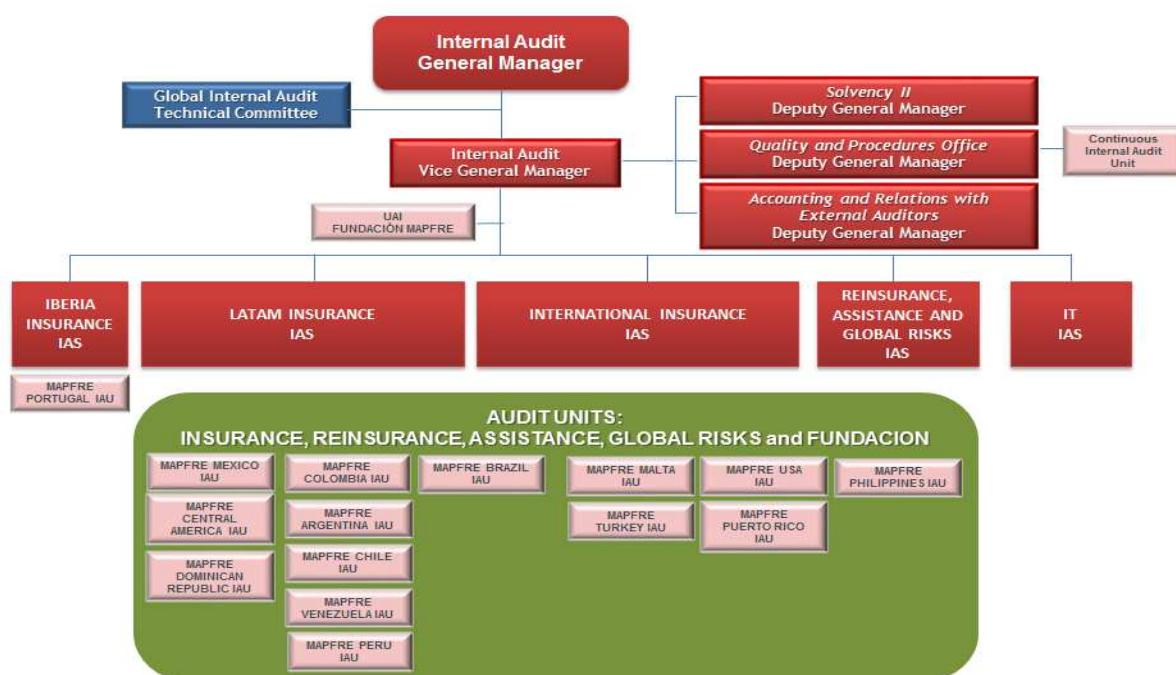 Internal Audit
General Manager
Global Internal Audit
Technical Committee
Solvency II
Deputy General Manager
Internal Audit
Vice General Manager
Quality and Procedures Office
Deputy General Manager
Continuous
Internal Audit
Unit
Accounting and Relations with
External Auditors
Deputy General Manager
UAI
FUNDACIÓN MAPFRE
IBERIA
INSURANCE
IAS
LATAM INSURANCE
IAS
INTERNATIONAL INSURANCE
IAS
REINSURANCE,
ASSISTANCE AND
GLOBAL RISKS
IAS
IT
IAS
MAPFRE
PORTUGAL IAU
AUDIT UNITS:
INSURANCE, REINSURANCE, ASSISTANCE, GLOBAL RISKS and FUNDACION
MAPFRE MEXICO
IAU
MAPFRE
COLOMBIA IAU
MAPFRE BRAZIL
IAU
MAPFRE MALTA
IAU
MAPFRE USA
IAU
MAPFRE
PHILIPPINES IAU
MAPFRE
CENTRAL
AMERICA IAU
MAPFRE
ARGENTINA IAU
MAPFRE
TURKEY IAU
MAPFRE
PUERTO RICO
IAU
MAPFRE
DOMINICAN
REPUBLIC IAU
MAPFRE CHILE
IAU
MAPFRE
VENEZUELA IAU
MAPFRE PERU
IAU